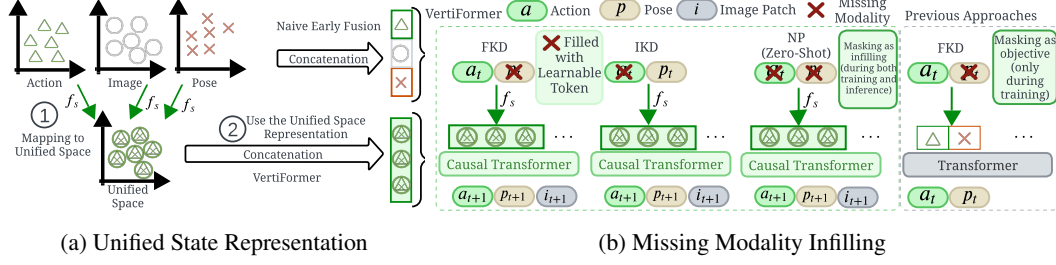 Action
Image
Pose
f_s
f_s
f_s
1
Mapping to
Unified Space
Unified
Space
Naive Early Fusion
Concatenation
2
Use the Unified Space
Representation
Concatenation
VertiFormer
(a) Unified State Representation
VertiFormer
a Action
p Pose
i Image Patch
Missing
Modality
Previous Approaches
FKD
a_t
Filled
with
Learnable
Token
f_s
...
Causal Transformer
a_{t+1} p_{t+1} i_{t+1}
IKD
p_t
f_s
...
Causal Transformer
a_{t+1} p_{t+1} i_{t+1}
NP
(Zero-Shot)
Masking as
infilling
(during both
training and
inference)
f_s
...
Causal Transformer
a_{t+1} p_{t+1} i_{t+1}
FKD
a_t
Masking as
objective
(only
during
training)
...
Transformer
a_t p_t
(b) Missing Modality Infilling